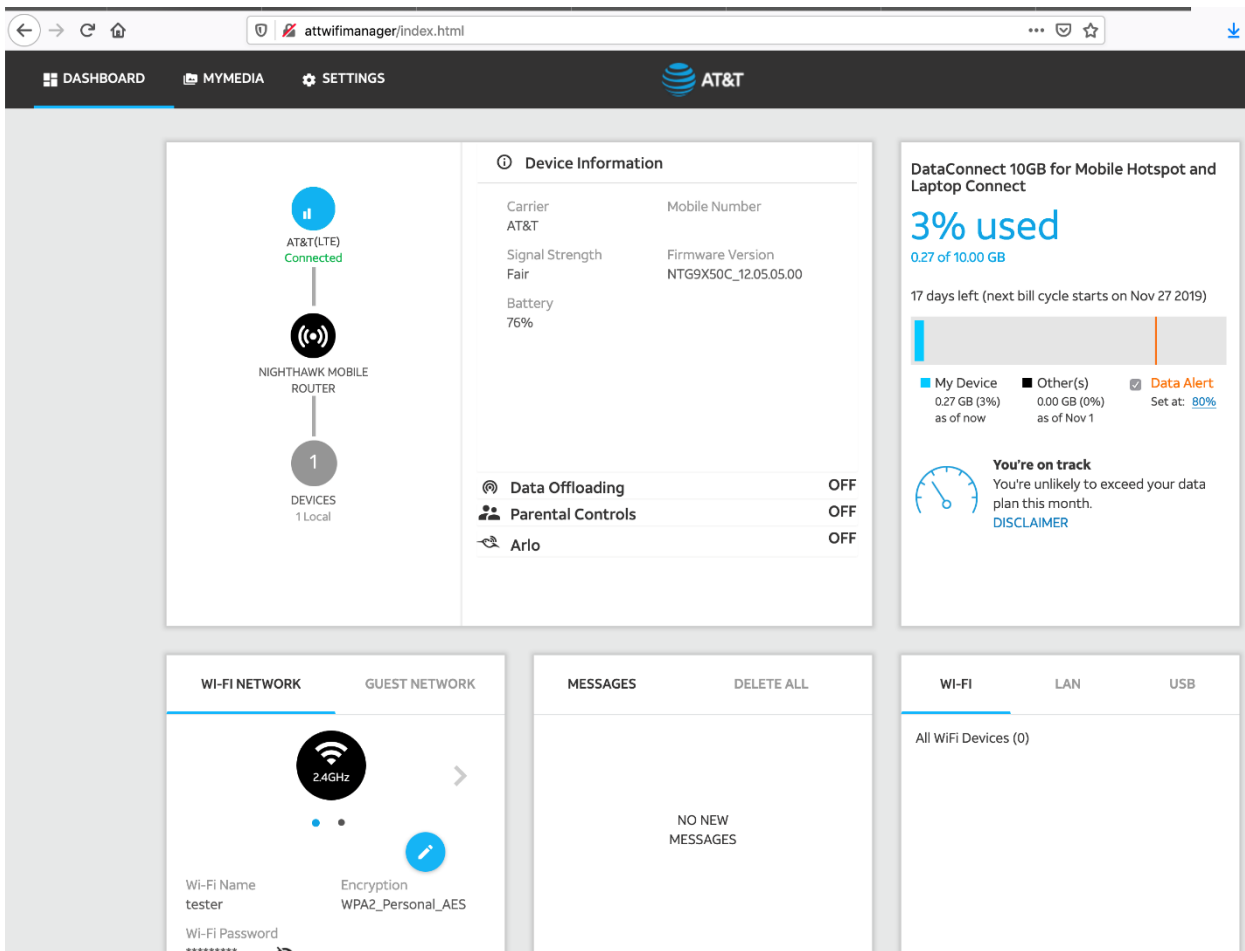 attwifimanager/index.html
DASHBOARD
MYMEDIA
SETTINGS
AT&T
AT&T(LTE)
Connected
NIGHTHAWK MOBILE
ROUTER
1
DEVICES
1 Local
Device Information
Carrier
AT&T
Mobile Number
Signal Strength
Fair
Firmware Version
NTG9X50C_12.05.05.00
Battery
76%
Data Offloading OFF
Parental Controls OFF
Arlo OFF
DataConnect 10GB for Mobile Hotspot and
Laptop Connect
3% used
0.27 of 10.00 GB
17 days left (next bill cycle starts on Nov 27 2019)
My Device
0.27 GB (3%)
as of now
Other(s)
0.00 GB (0%)
as of Nov 1
Data Alert
Set at: 80%
You're on track
You're unlikely to exceed your data
plan this month.
DISCLAIMER
WI-FI NETWORK
GUEST NETWORK
2.4GHz
Wi-Fi Name
tester
Encryption
WPA2_Personal_AES
Wi-Fi Password
*********
MESSAGES
DELETE ALL
NO NEW
MESSAGES
WI-FI
LAN
USB
All WiFi Devices (0)